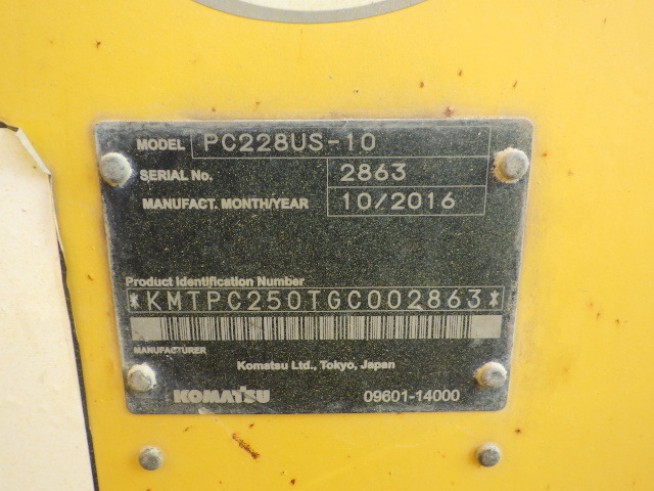 MODEL PC228US-10
SERIAL No. 2863
MANUFACT. MONTH/YEAR 10/2016
Product Identification Number
*KMTPC250TGC002863*
MANUFACTURER
Komatsu Ltd., Tokyo, Japan
KOMATSU 09601-14000